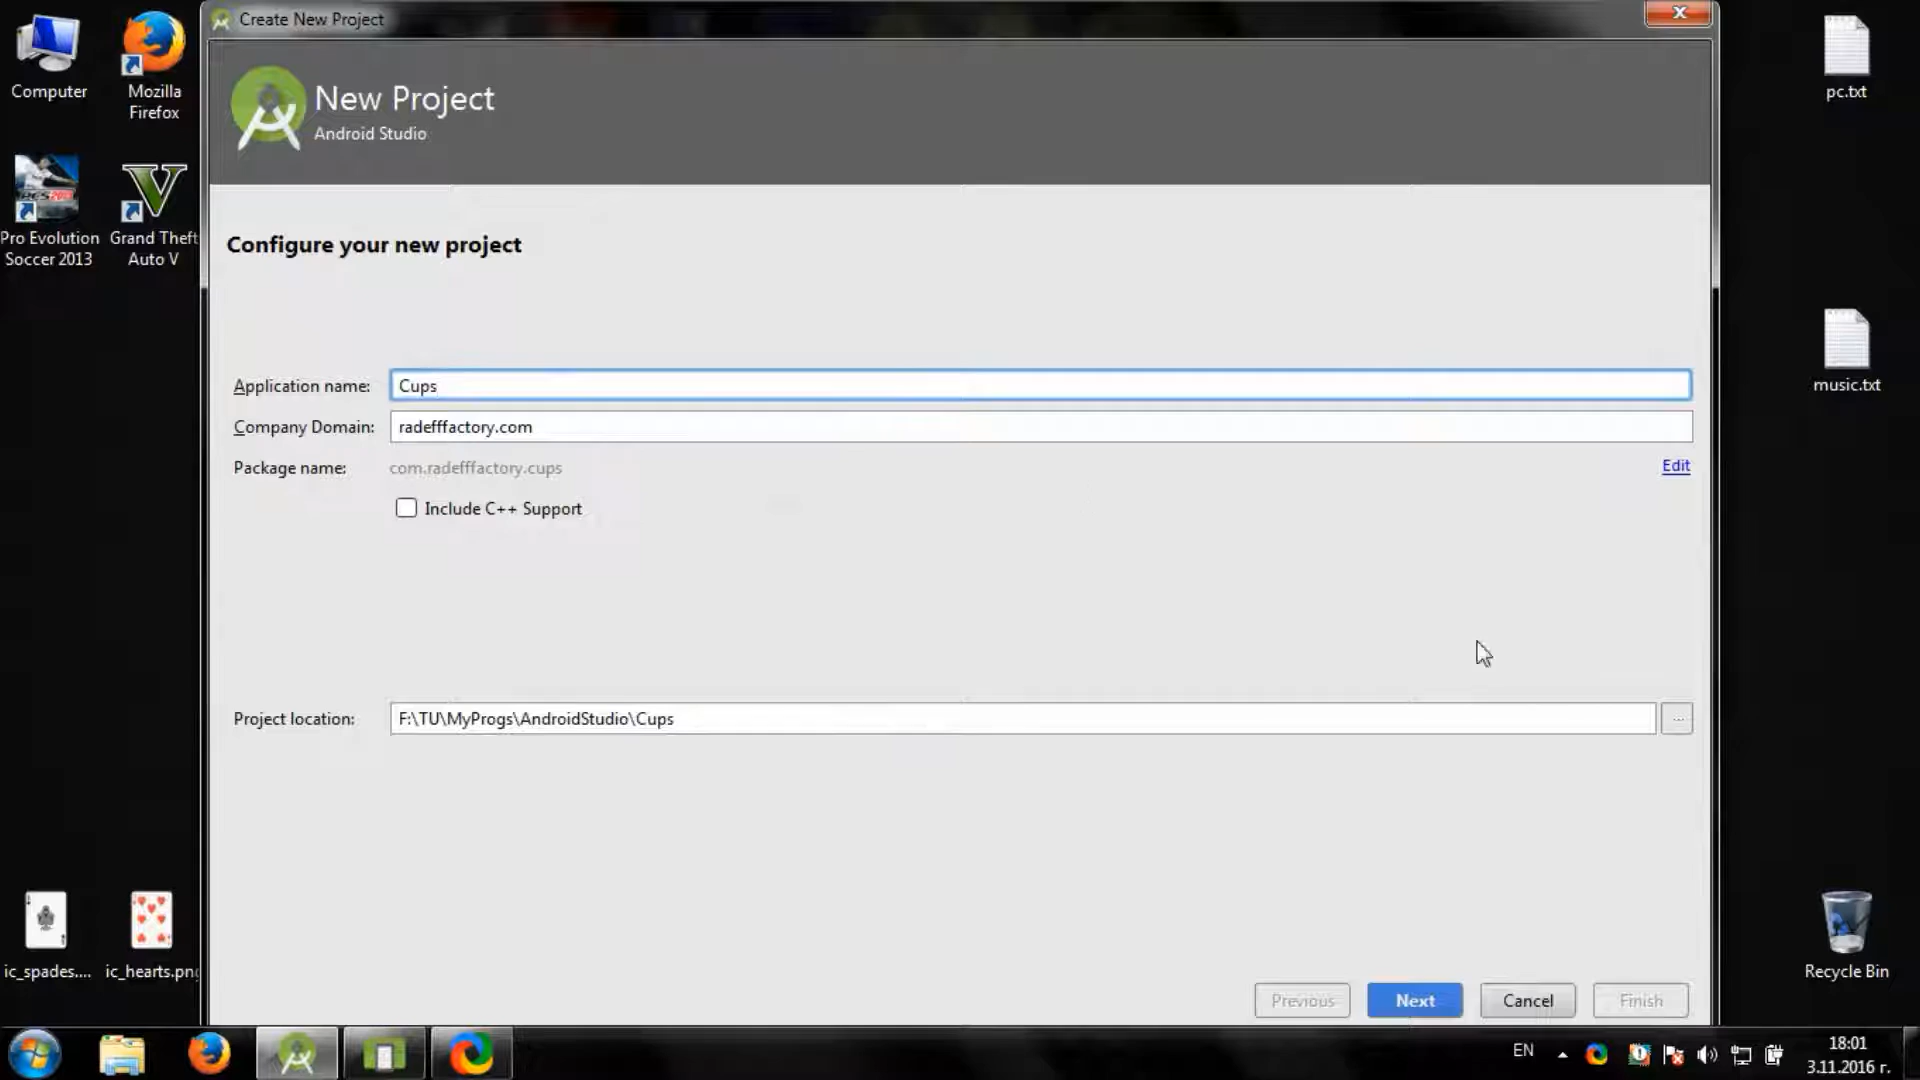 Create New Project
Computer
Mozilla
Firefox
Pro Evolution
Soccer 2013
Grand Theft
Auto V
ic_spades....
ic_hearts.pn
New Project
Android Studio
Configure your new project
Application name: Cups
Company Domain: radefffactory.com
Package name: com.radefffactory.cups Edit
Include C++ Support
Project location: F:\TU\MyProgs\AndroidStudio\Cups ...
Previous Next Cancel Finish
pc.txt
music.txt
Recycle Bin
EN
18:01
3.11.2016 г.